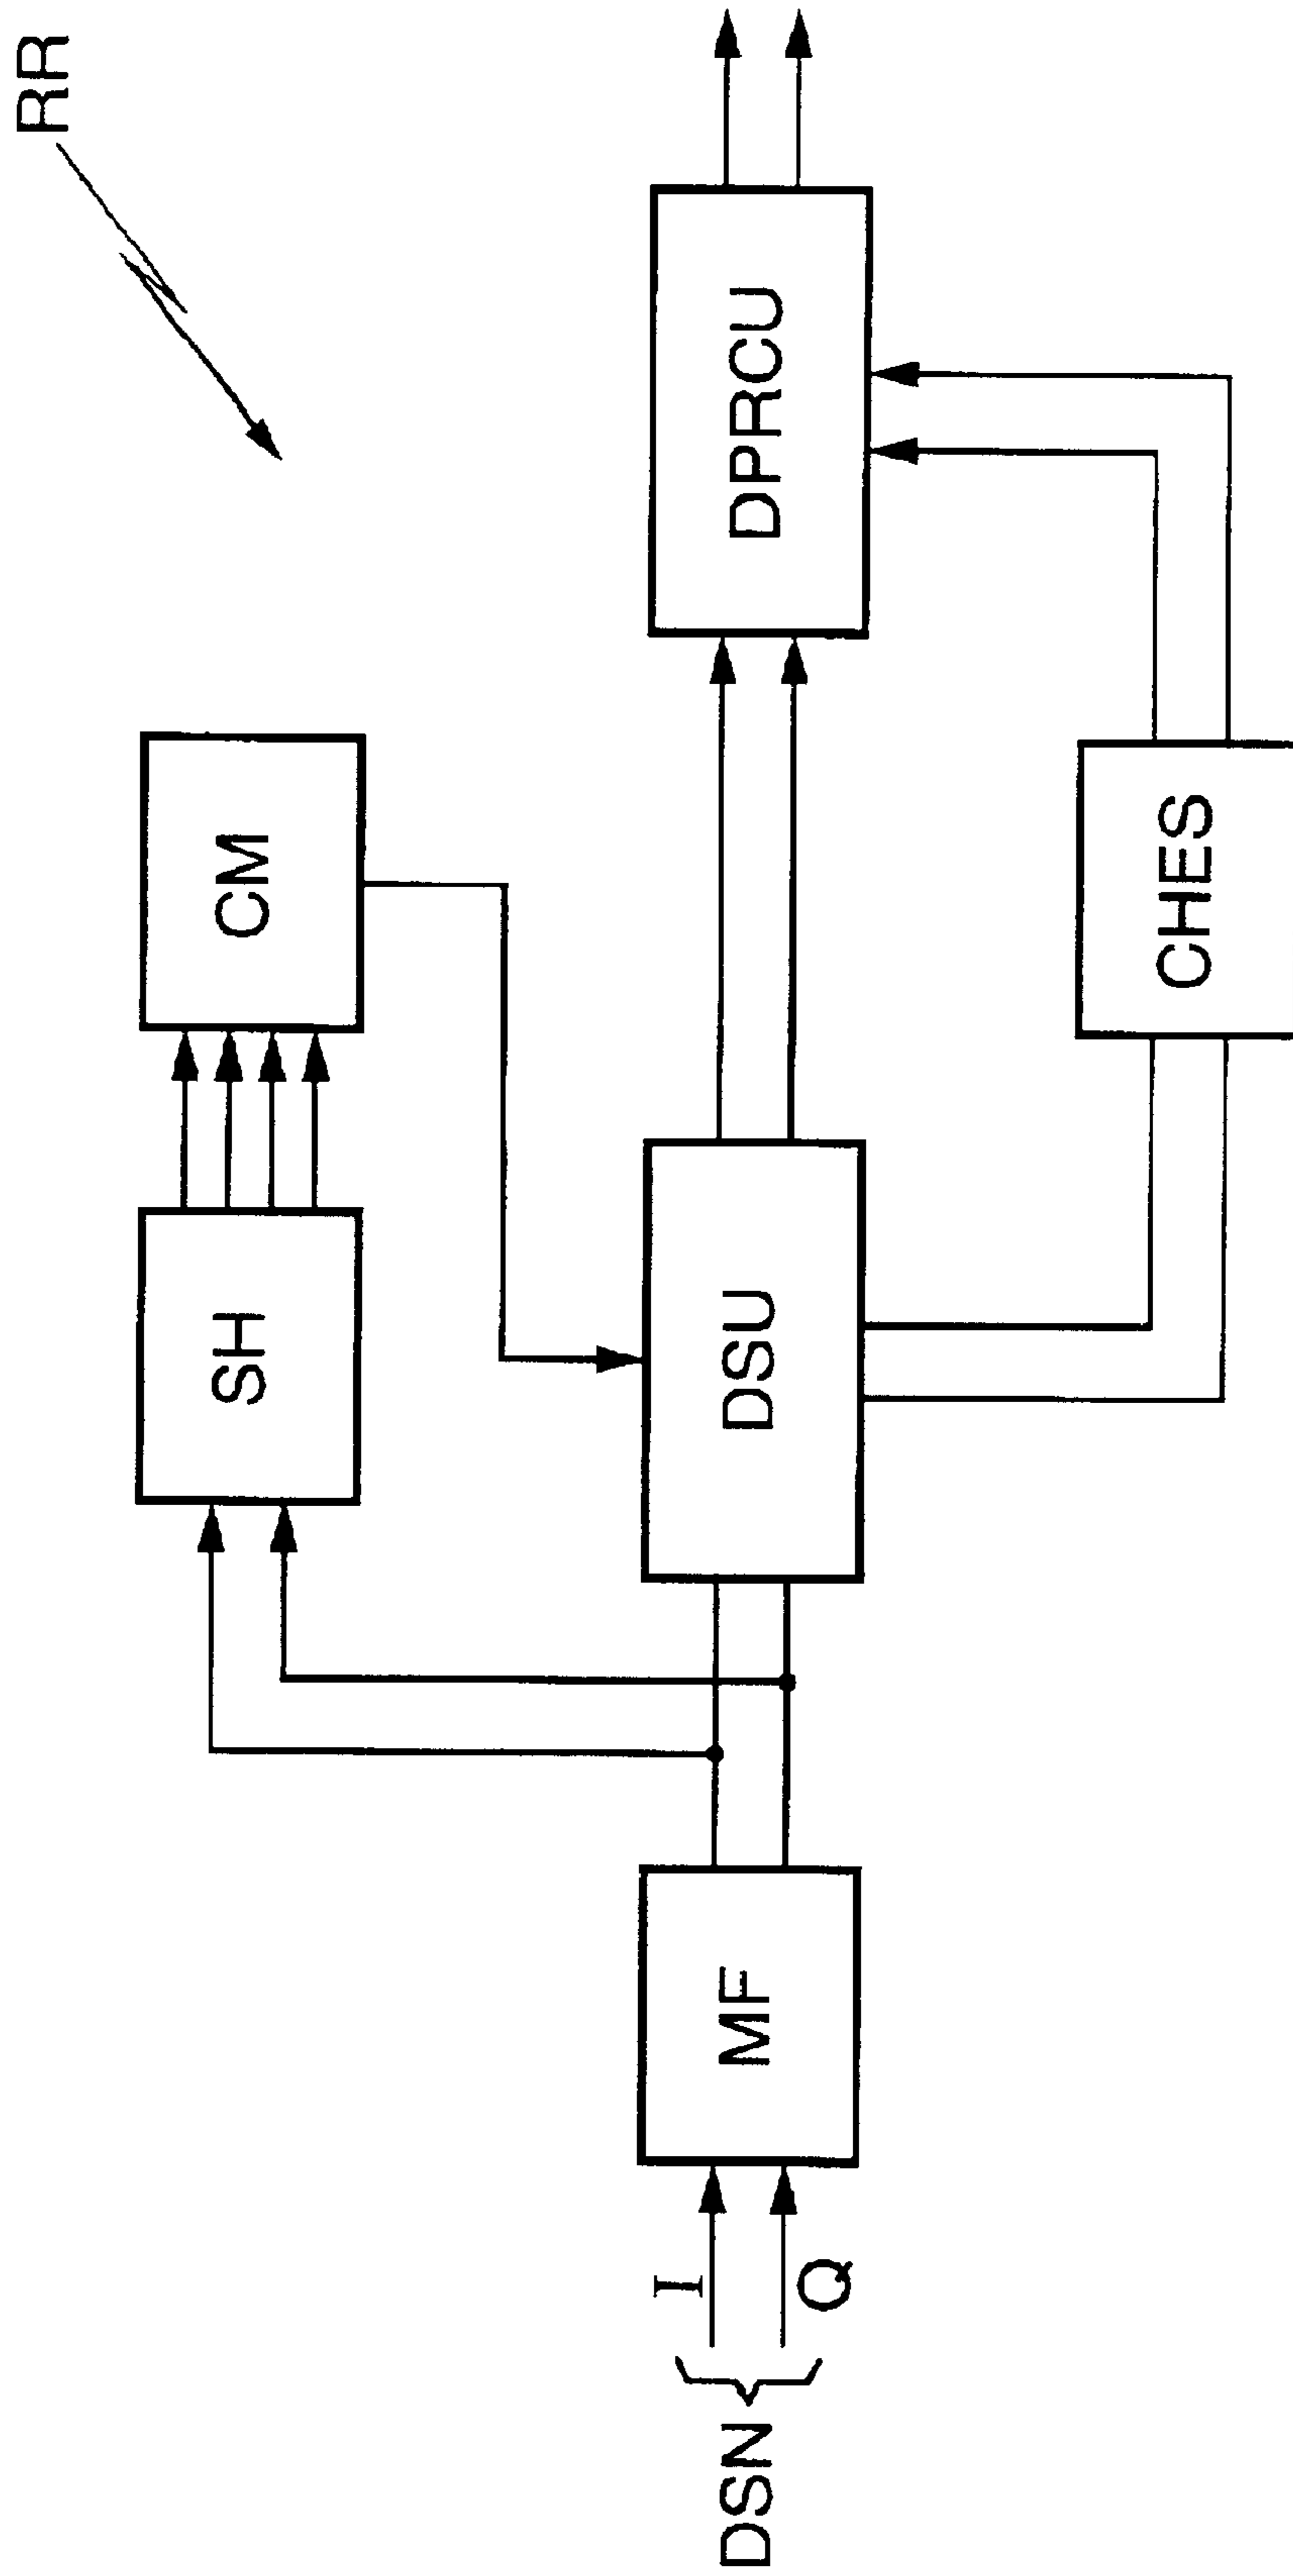 RR
SH
CM
DSN
I
Q
MF
DSU
DPRCU
CHES